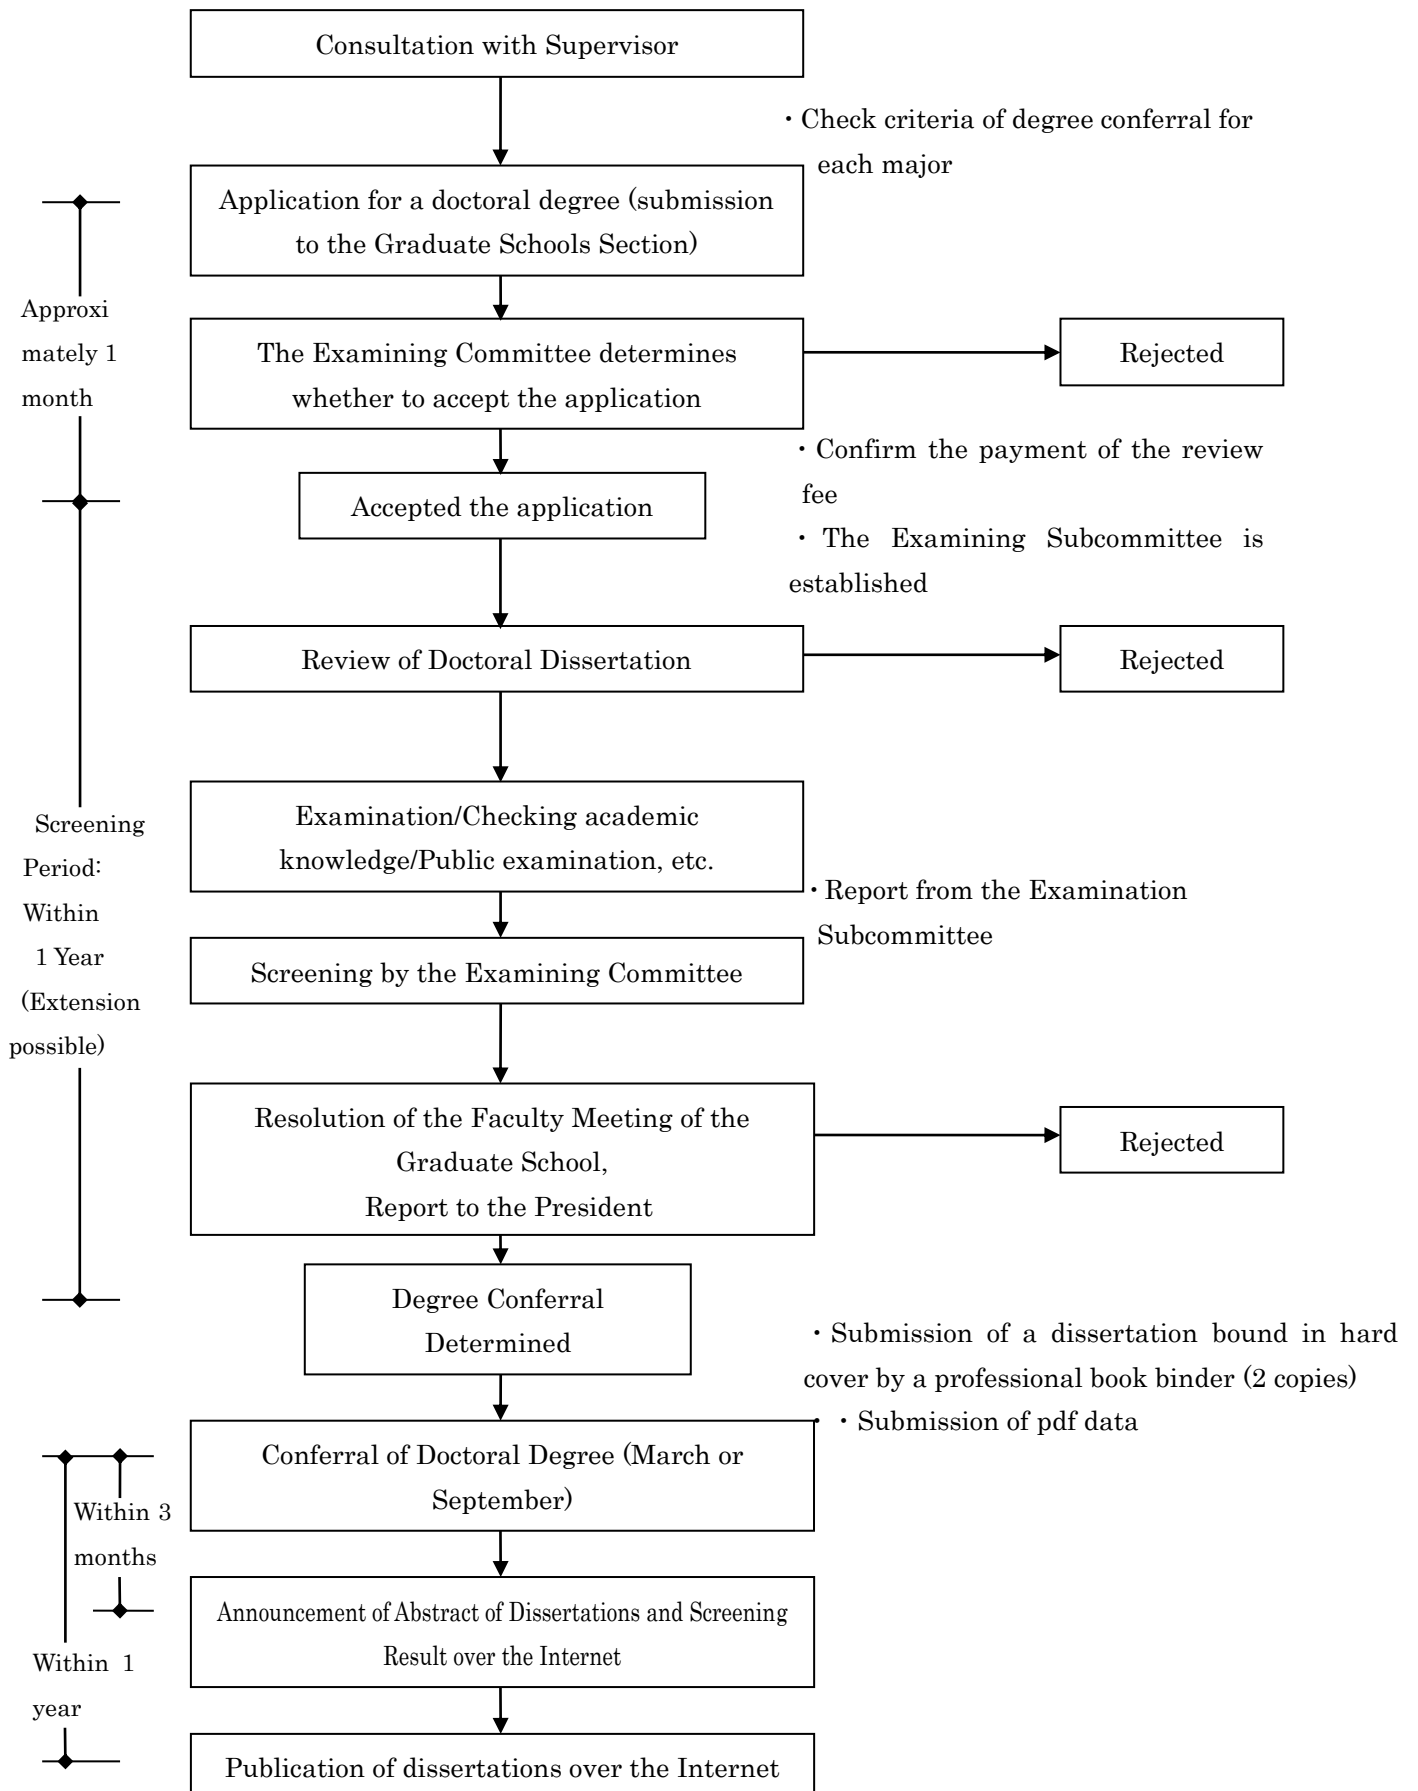 Consultation with Supervisor
・Check criteria of degree conferral for
each major
Application for a doctoral degree (submission
to the Graduate Schools Section)
Approxi
mately 1
month
The Examining Committee determines
whether to accept the application
Rejected
・Confirm the payment of the review
fee
・The Examining Subcommittee is
established
Accepted the application
Review of Doctoral Dissertation
Rejected
Screening
Period:
Within
1 Year
(Extension
possible)
Examination/Checking academic
knowledge/Public examination, etc.
・Report from the Examination
Subcommittee
Screening by the Examining Committee
Resolution of the Faculty Meeting of the
Graduate School,
Report to the President
Rejected
Degree Conferral
Determined
・Submission of a dissertation bound in hard
cover by a professional book binder (2 copies)
・・Submission of pdf data
Conferral of Doctoral Degree (March or
September)
Within 3
months
Announcement of Abstract of Dissertations and Screening
Result over the Internet
Within 1
year
Publication of dissertations over the Internet